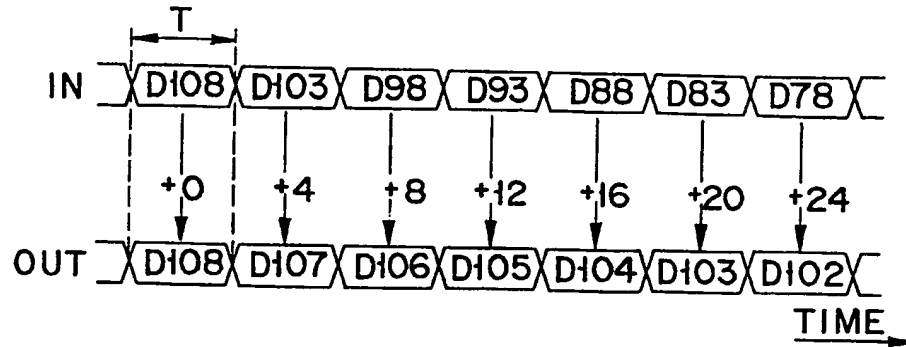 T
IN D108 D103 D98 D93 D88 D83 D78
+0 +4 +8 +12 +16 +20 +24
OUT D108 D107 D106 D105 D104 D103 D102
TIME